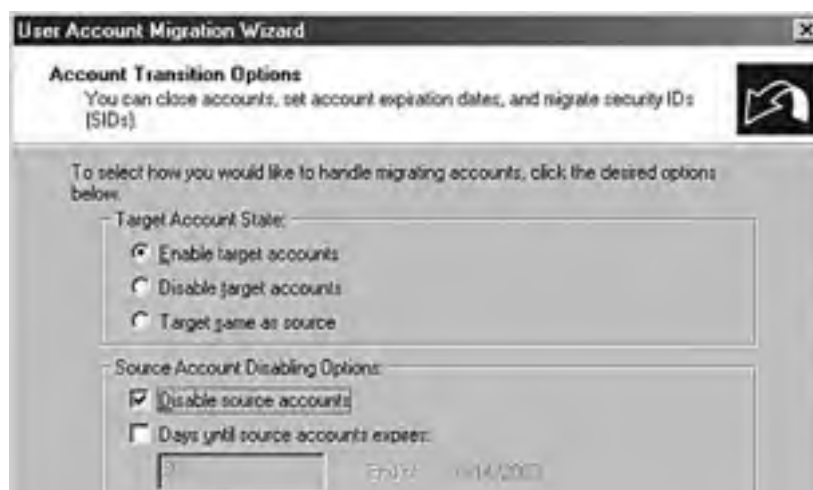 User Account Migration Wizard
Account Transition Options
You can close accounts, set account expiration dates, and migrate security IDs
(SIDs)
To select how you would like to handle migrating accounts, click the desired options
below.
Target Account State:
Enable target accounts
Disable target accounts
Target same as source
Source Account Disabling Options:
Disable source accounts
Days until source accounts expire: